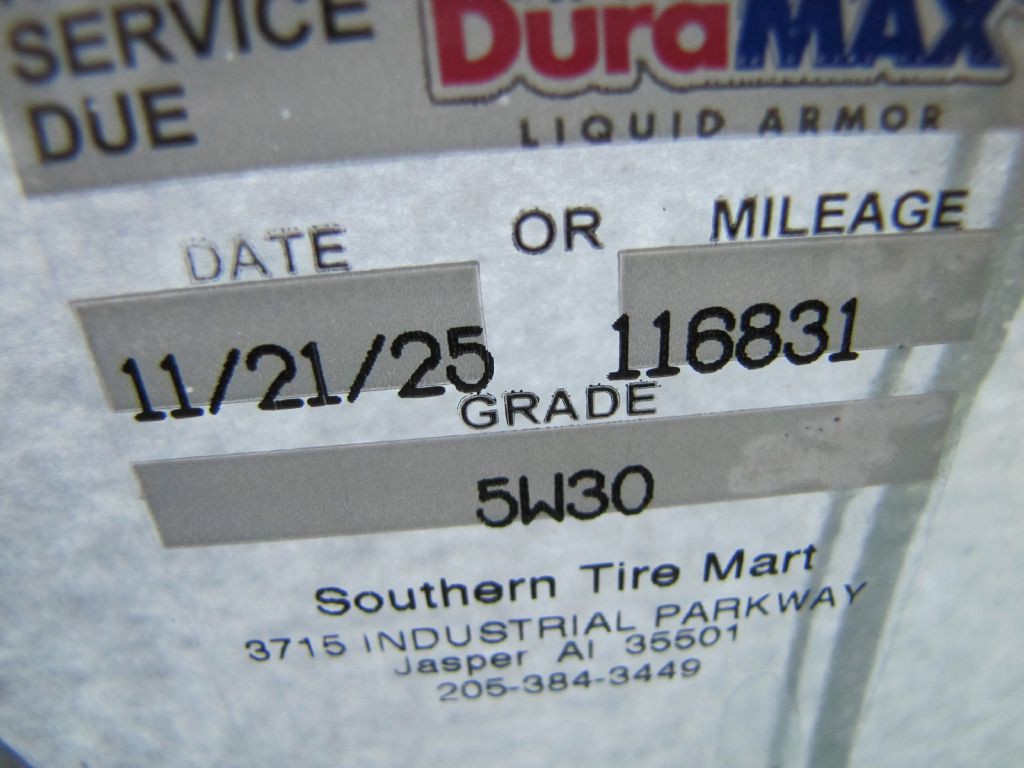 SERVICE
DUE
DuraMAX
LIQUID ARMOR
DATE OR MILEAGE
11/21/25 116831
GRADE
5W30
Southern Tire Mart
3715 INDUSTRIAL PARKWAY
Jasper Al 35501
205-384-3449